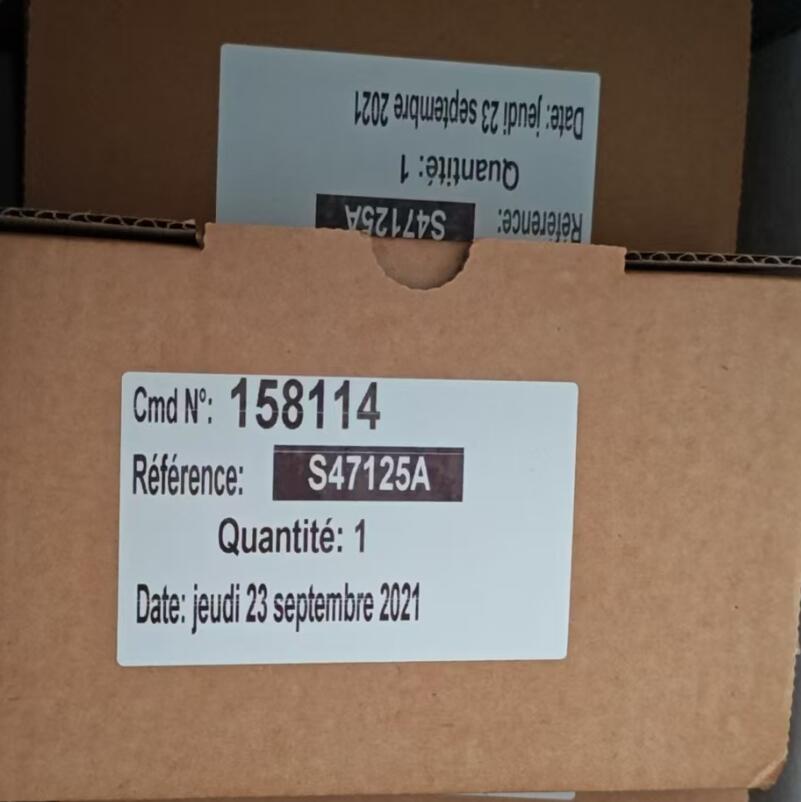 Date: jeudi 23 septembre 2021
Quantité: 1
Référence: S47125A
Cmd N°: 158114
Référence: S47125A
Quantité: 1
Date: jeudi 23 septembre 2021